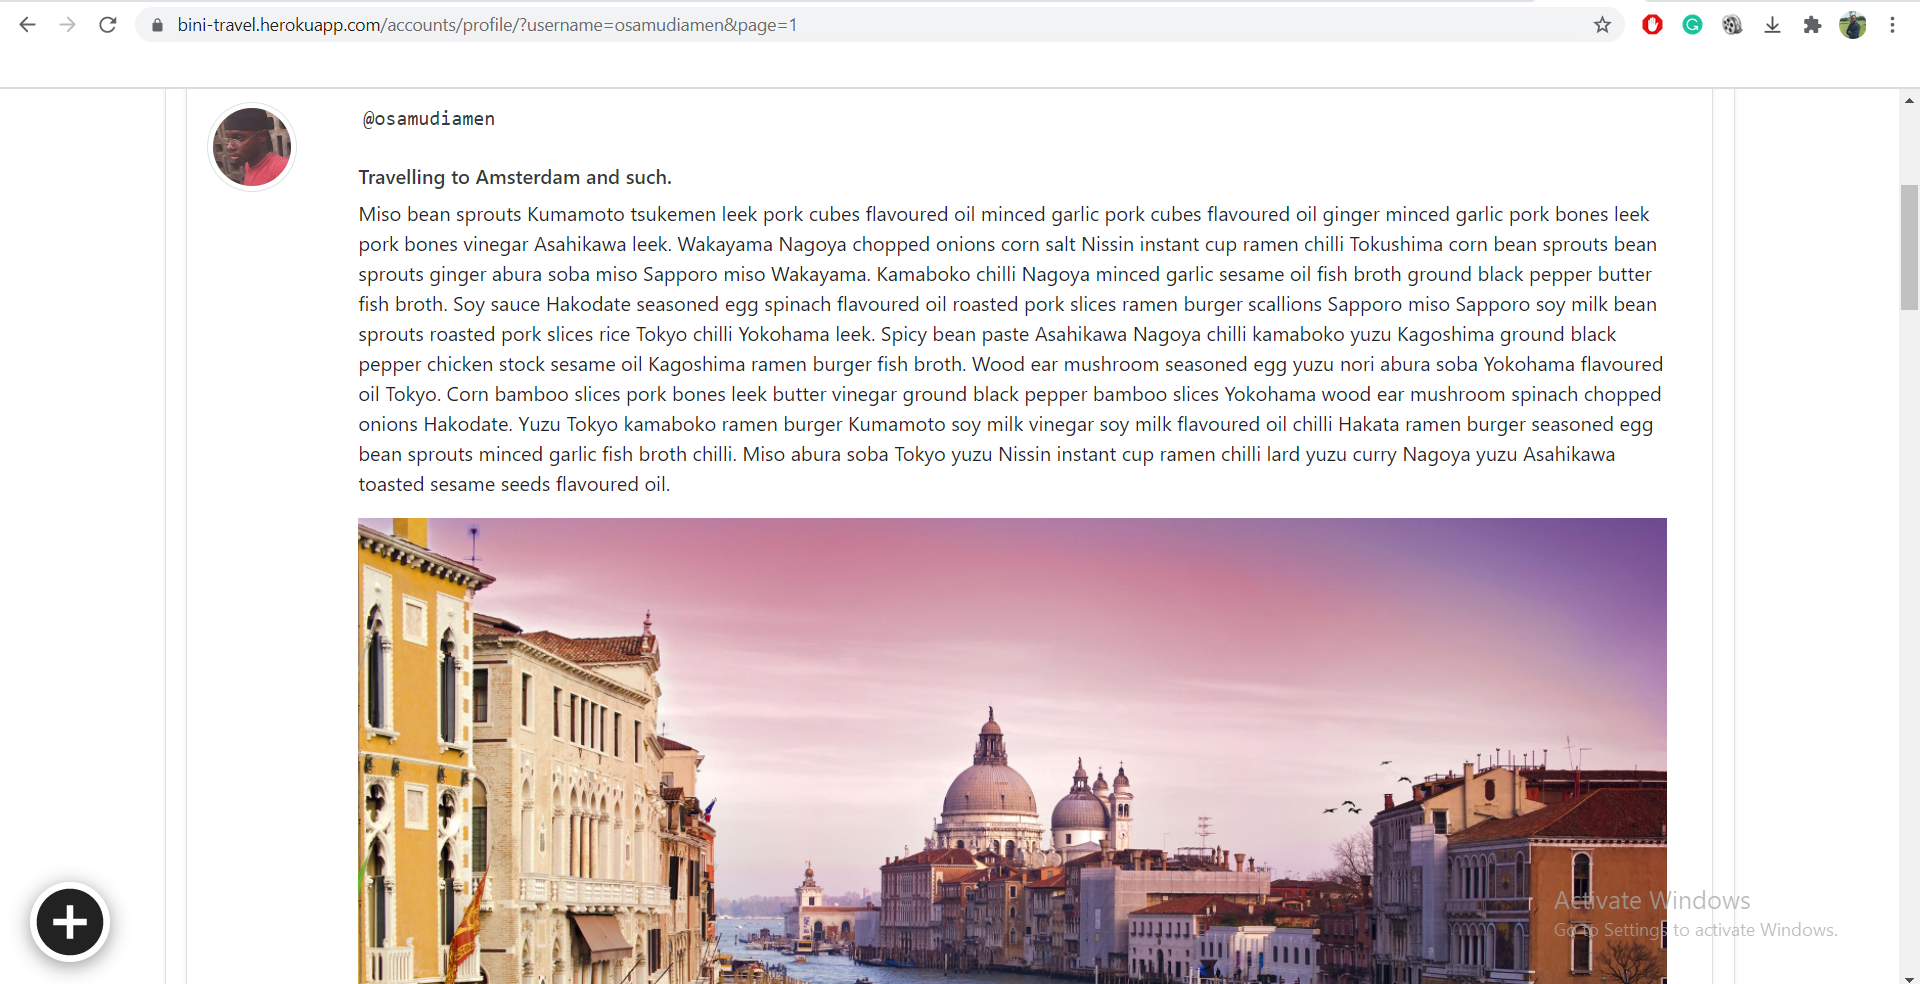 bini-travel.herokuapp.com/accounts/profile/?username=osamudiamen&page=1
@osamudiamen
Travelling to Amsterdam and such.
Miso bean sprouts Kumamoto tsukemen leek pork cubes flavoured oil minced garlic pork cubes flavoured oil ginger minced garlic pork bones leek
pork bones vinegar Asahikawa leek. Wakayama Nagoya chopped onions corn salt Nissin instant cup ramen chilli Tokushima corn bean sprouts bean
sprouts ginger abura soba miso Sapporo miso Wakayama. Kamaboko chilli Nagoya minced garlic sesame oil fish broth ground black pepper butter
fish broth. Soy sauce Hakodate seasoned egg spinach flavoured oil roasted pork slices ramen burger scallions Sapporo miso Sapporo soy milk bean
sprouts roasted pork slices rice Tokyo chilli Yokohama leek. Spicy bean paste Asahikawa Nagoya chilli kamaboko yuzu Kagoshima ground black
pepper chicken stock sesame oil Kagoshima ramen burger fish broth. Wood ear mushroom seasoned egg yuzu nori abura soba Yokohama flavoured
oil Tokyo. Corn bamboo slices pork bones leek butter vinegar ground black pepper bamboo slices Yokohama wood ear mushroom spinach chopped
onions Hakodate. Yuzu Tokyo kamaboko ramen burger Kumamoto soy milk vinegar soy milk flavoured oil chilli Hakata ramen burger seasoned egg
bean sprouts minced garlic fish broth chilli. Miso abura soba Tokyo yuzu Nissin instant cup ramen chilli lard yuzu curry Nagoya yuzu Asahikawa
toasted sesame seeds flavoured oil.
Activate Windows
Go to Settings to activate Windows.